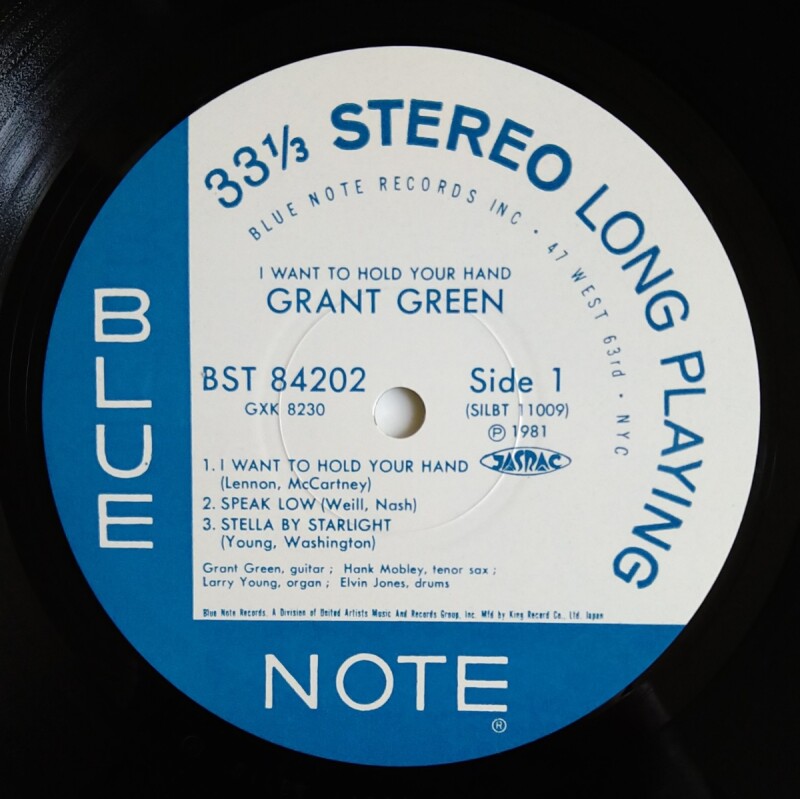 33⅓ STEREO LONG PLAYING
BLUE NOTE RECORDS INC • 47 WEST 63rd • NYC
I WANT TO HOLD YOUR HAND
GRANT GREEN
BST 84202
GXK 8230
Side 1
(SILBT 11009)
Ⓟ 1981
JASRAC
1. I WANT TO HOLD YOUR HAND
(Lennon, McCartney)
2. SPEAK LOW (Weill, Nash)
3. STELLA BY STARLIGHT
(Young, Washington)
Grant Green, guitar ; Hank Mobley, tenor sax ;
Larry Young, organ ; Elvin Jones, drums
Blue Note Records, A Division of United Artists Music And Records Group, Inc. Mfd by King Record Co., Ltd. Japan
BLUE
NOTE
®